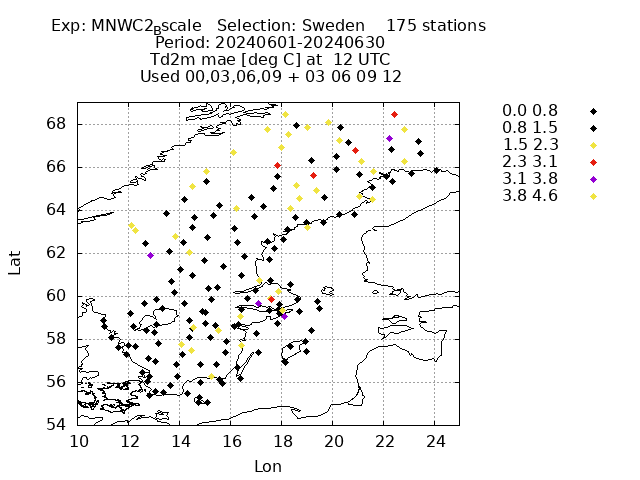 Exp: MNWC2_Bscale Selection: Sweden 175 stations
Period: 20240601-20240630
Td2m mae [deg C] at 12 UTC
Used 00,03,06,09 + 03 06 09 12
0.0 0.8
0.8 1.5
1.5 2.3
2.3 3.1
3.1 3.8
3.8 4.6
68
66
64
62
60
58
56
54
Lat
10 12 14 16 18 20 22 24
Lon